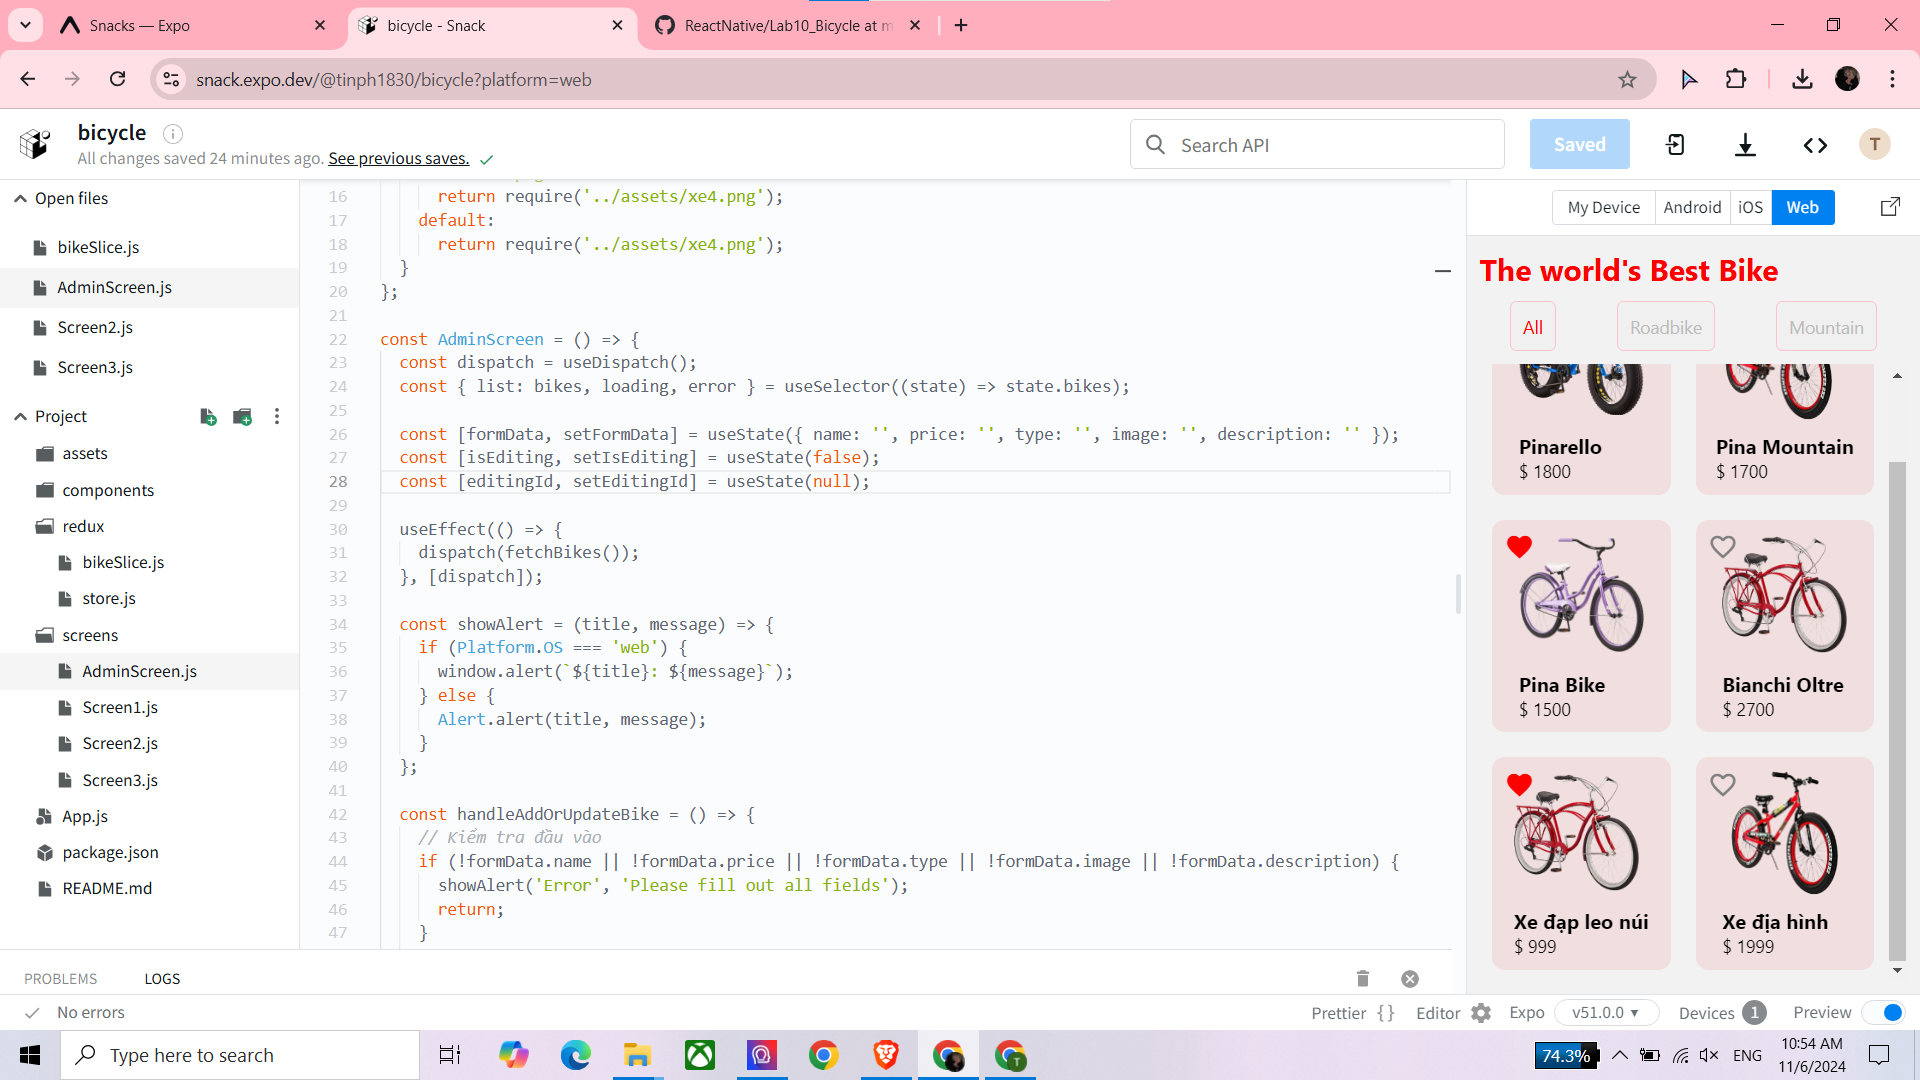 Snacks — Expo
bicycle - Snack
ReactNative/Lab10_Bicycle at m
snack.expo.dev/@tinph1830/bicycle?platform=web
bicycle
All changes saved 24 minutes ago. See previous saves.
Search API
Saved
T
Open files
bikeSlice.js
AdminScreen.js
Screen2.js
Screen3.js
Project
assets
components
redux
bikeSlice.js
store.js
screens
AdminScreen.js
Screen1.js
Screen2.js
Screen3.js
App.js
package.json
README.md
16 return require('../assets/xe4.png');
17 default:
18 return require('../assets/xe4.png');
19 }
20 };
21
22 const AdminScreen = () => {
23 const dispatch = useDispatch();
24 const { list: bikes, loading, error } = useSelector((state) => state.bikes);
25
26 const [formData, setFormData] = useState({ name: '', price: '', type: '', image: '', description: '' });
27 const [isEditing, setIsEditing] = useState(false);
28 const [editingId, setEditingId] = useState(null);
29
30 useEffect(() => {
31 dispatch(fetchBikes());
32 }, [dispatch]);
33
34 const showAlert = (title, message) => {
35 if (Platform.OS === 'web') {
36 window.alert(`${title}: ${message}`);
37 } else {
38 Alert.alert(title, message);
39 }
40 };
41
42 const handleAddOrUpdateBike = () => {
43 // Kiểm tra đầu vào
44 if (!formData.name || !formData.price || !formData.type || !formData.image || !formData.description) {
45 showAlert('Error', 'Please fill out all fields');
46 return;
47 }
My Device Android iOS Web
The world's Best Bike
All Roadbike Mountain
Pinarello Pina Mountain
$ 1800 $ 1700
Pina Bike Bianchi Oltre
$ 1500 $ 2700
Xe đạp leo núi Xe địa hình
$ 999 $ 1999
PROBLEMS LOGS
No errors
Prettier { } Editor Expo v51.0.0 Devices 1 Preview
Type here to search
74.3%
ENG
10:54 AM
11/6/2024